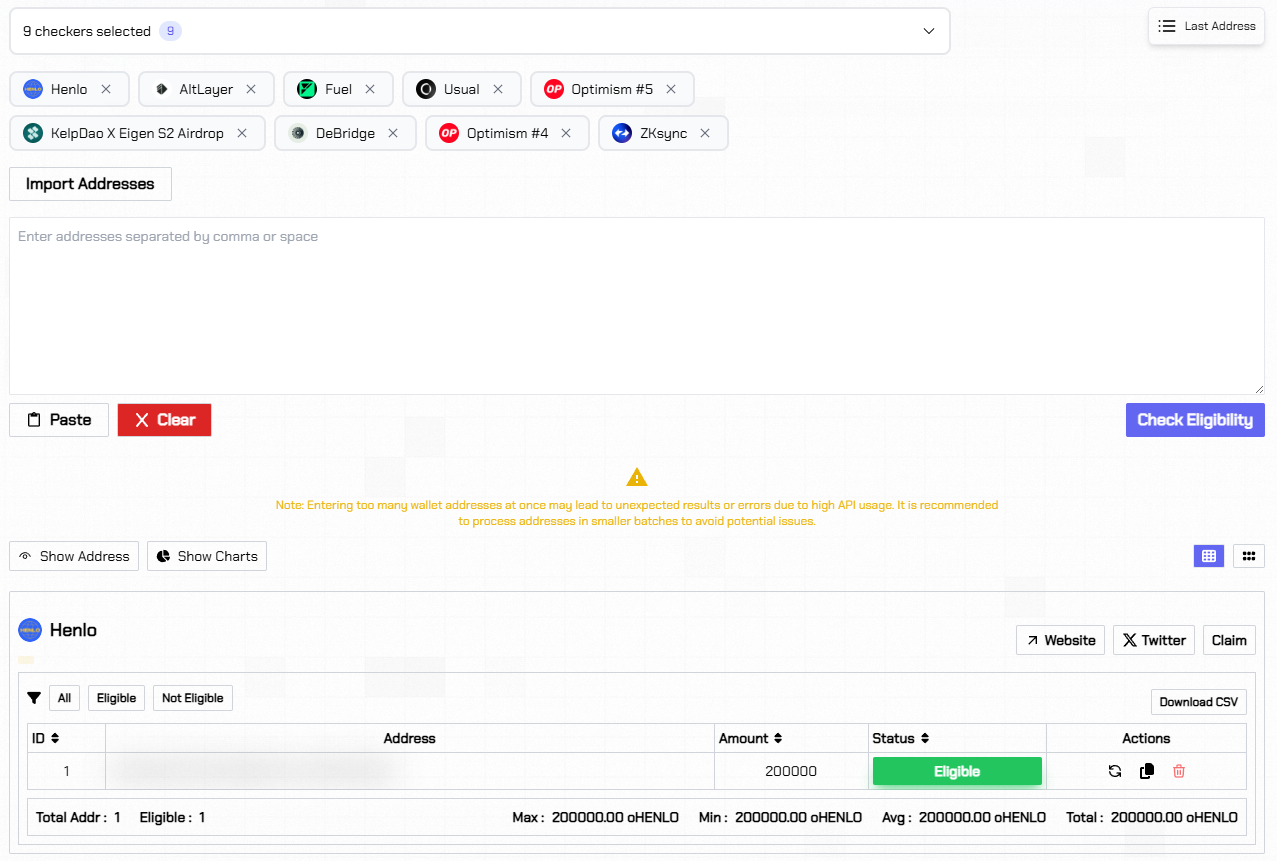 9 checkers selected 9
Last Address
Henlo AltLayer Fuel Usual OP Optimism #5
KelpDao X Eigen S2 Airdrop DeBridge OP Optimism #4 ZKsync
Import Addresses
Enter addresses separated by comma or space
Paste Clear Check Eligibility
Note: Entering too many wallet addresses at once may lead to unexpected results or errors due to high API usage. It is recommended
to process addresses in smaller batches to avoid potential issues.
Show Address Show Charts
HENLO Henlo
Website Twitter Claim
All Eligible Not Eligible
Download CSV
ID Address Amount Status Actions
1 200000 Eligible
Total Addr : 1 Eligible : 1 Max : 200000.00 oHENLO Min : 200000.00 oHENLO Avg : 200000.00 oHENLO Total : 200000.00 oHENLO